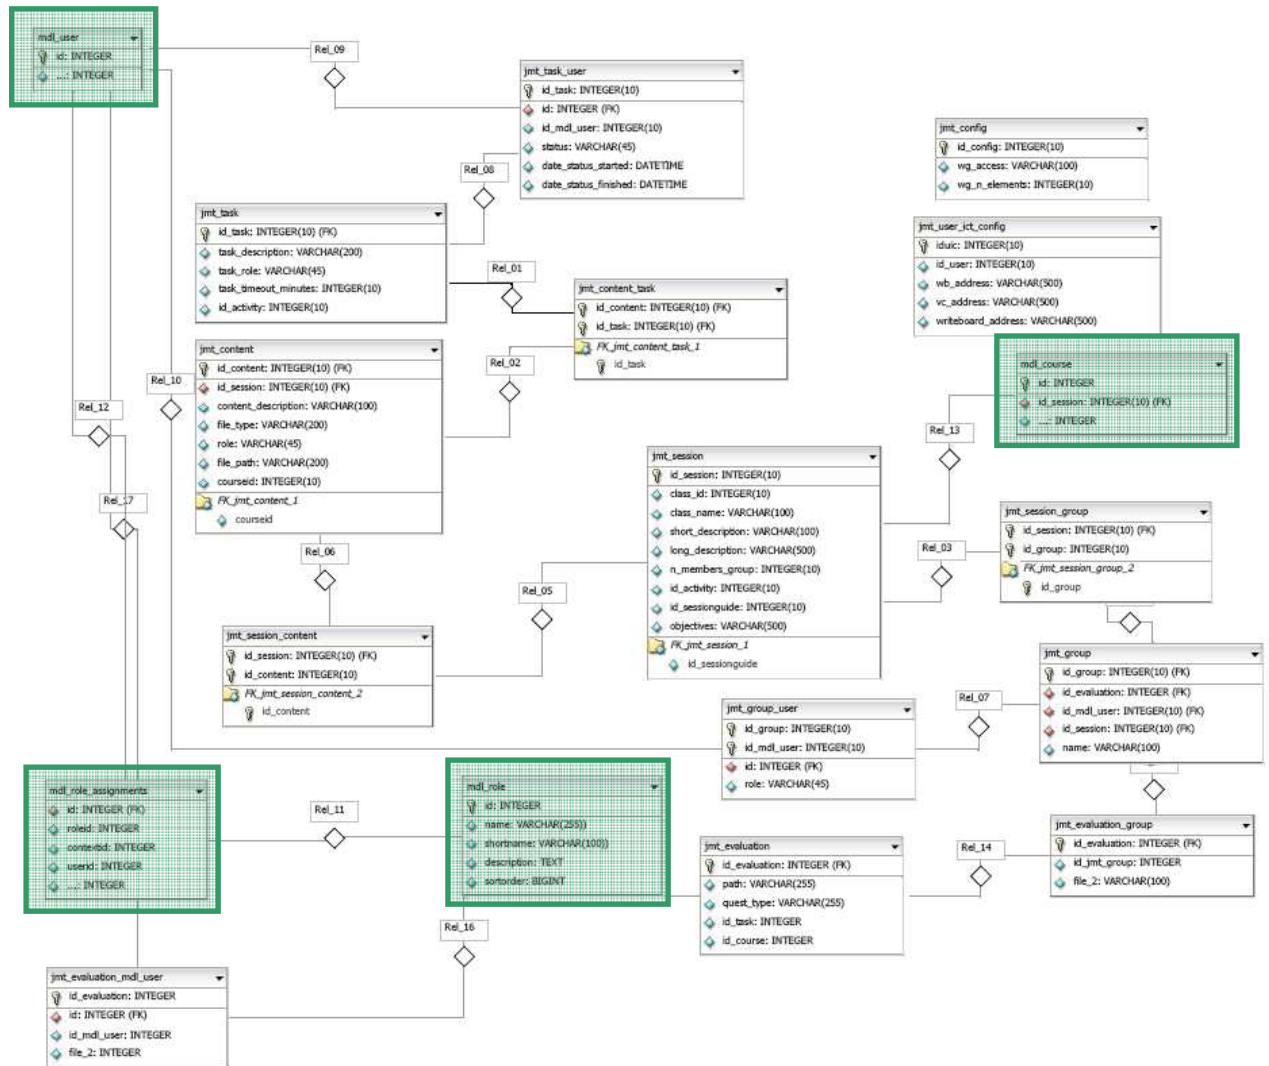 mdl_user
id: INTEGER
...: INTEGER
Rel_09
jmt_task_user
id_task: INTEGER(10)
id: INTEGER (FK)
id_mdl_user: INTEGER(10)
status: VARCHAR(45)
date_status_started: DATETIME
date_status_finished: DATETIME
jmt_config
id_config: INTEGER(10)
wg_access: VARCHAR(100)
wg_n_elements: INTEGER(10)
Rel_08
jmt_task
id_task: INTEGER(10) (FK)
task_description: VARCHAR(200)
task_role: VARCHAR(45)
task_timeout_minutes: INTEGER(10)
id_activity: INTEGER(10)
jmt_user_ict_config
iduic: INTEGER(10)
id_user: INTEGER(10)
wb_address: VARCHAR(500)
vc_address: VARCHAR(500)
writeboard_address: VARCHAR(500)
Rel_01
jmt_content_task
id_content: INTEGER(10) (FK)
id_task: INTEGER(10) (FK)
FK_jmt_content_task_1
id_task
jmt_content
id_content: INTEGER(10) (FK)
id_session: INTEGER(10) (FK)
content_description: VARCHAR(100)
file_type: VARCHAR(200)
role: VARCHAR(45)
file_path: VARCHAR(200)
courseid: INTEGER(10)
FK_jmt_content_1
courseid
Rel_02
mdl_course
id: INTEGER
id_session: INTEGER(10) (FK)
...: INTEGER
Rel_10
Rel_12
Rel_13
jmt_session
id_session: INTEGER(10)
class_id: INTEGER(10)
class_name: VARCHAR(100)
short_description: VARCHAR(100)
long_description: VARCHAR(500)
n_members_group: INTEGER(10)
id_activity: INTEGER(10)
id_sessionguide: INTEGER(10)
objectives: VARCHAR(500)
FK_jmt_session_1
id_sessionguide
Rel_17
jmt_session_group
id_session: INTEGER(10) (FK)
id_group: INTEGER(10)
FK_jmt_session_group_2
id_group
Rel_06
Rel_03
Rel_05
jmt_session_content
id_session: INTEGER(10) (FK)
id_content: INTEGER(10)
FK_jmt_session_content_2
id_content
jmt_group
id_group: INTEGER(10) (FK)
id_evaluation: INTEGER (FK)
id_mdl_user: INTEGER(10) (FK)
id_session: INTEGER(10) (FK)
name: VARCHAR(100)
Rel_07
jmt_group_user
id_group: INTEGER(10)
id_mdl_user: INTEGER(10)
id: INTEGER (FK)
role: VARCHAR(45)
mdl_role_assignments
id: INTEGER (FK)
roleid: INTEGER
contextid: INTEGER
userid: INTEGER
...: INTEGER
Rel_11
mdl_role
id: INTEGER
name: VARCHAR(255))
shortname: VARCHAR(100))
description: TEXT
sortorder: BIGINT
jmt_evaluation
id_evaluation: INTEGER (FK)
path: VARCHAR(255)
quest_type: VARCHAR(255)
id_task: INTEGER
id_course: INTEGER
Rel_14
jmt_evaluation_group
id_evaluation: INTEGER (FK)
id_jmt_group: INTEGER
file_2: VARCHAR(100)
Rel_16
jmt_evaluation_mdl_user
id_evaluation: INTEGER
id: INTEGER (FK)
id_mdl_user: INTEGER
file_2: INTEGER